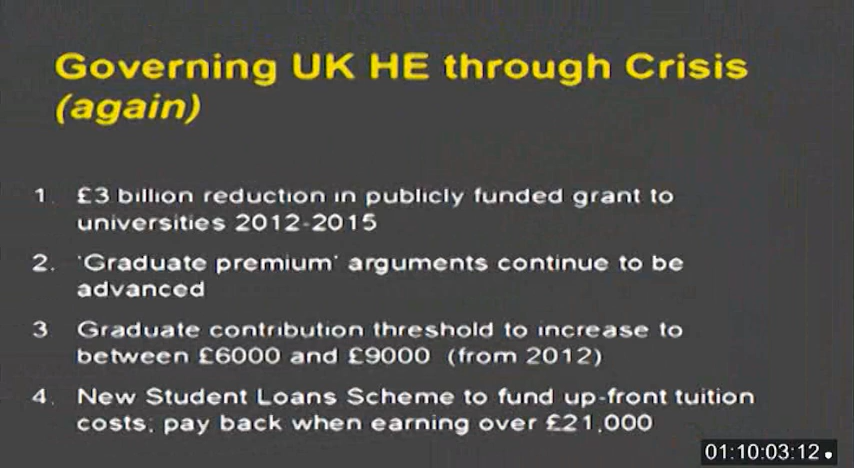 Governing UK HE through Crisis
(again)
1. £3 billion reduction in publicly funded grant to
universities 2012-2015
2. 'Graduate premium' arguments continue to be
advanced
3 Graduate contribution threshold to increase to
between £6000 and £9000 (from 2012)
4. New Student Loans Scheme to fund up-front tuition
costs; pay back when earning over £21,000
01:10:03:12